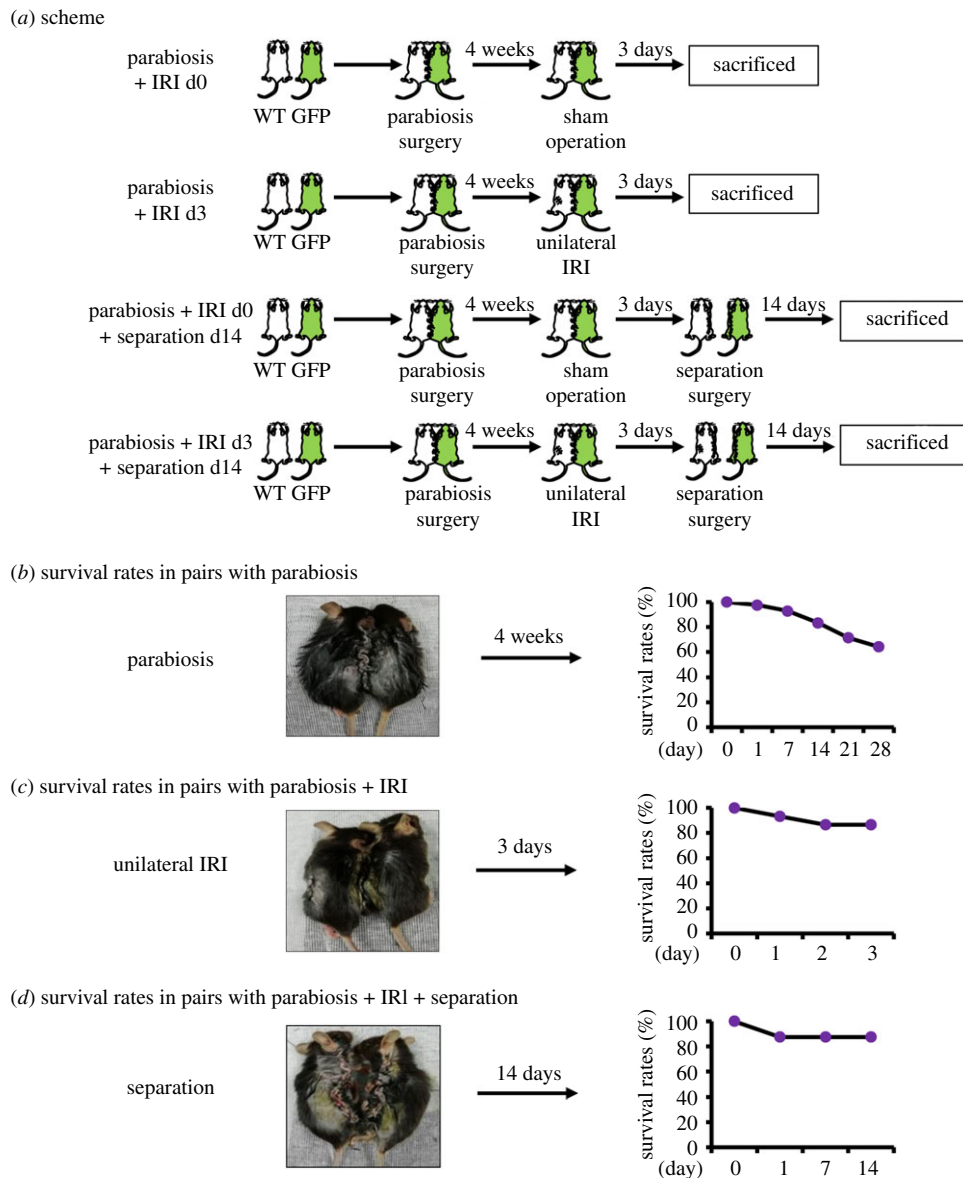 (a) scheme
parabiosis
+ IRI d0
WT GFP
parabiosis
surgery
4 weeks
sham
operation
3 days
sacrificed
parabiosis
+ IRI d3
WT GFP
parabiosis
surgery
4 weeks
unilateral
IRI
3 days
sacrificed
parabiosis + IRI d0
+ separation d14
WT GFP
parabiosis
surgery
4 weeks
sham
operation
3 days
separation
surgery
14 days
sacrificed
parabiosis + IRI d3
+ separation d14
WT GFP
parabiosis
surgery
4 weeks
unilateral
IRI
3 days
separation
surgery
14 days
sacrificed
(b) survival rates in pairs with parabiosis
parabiosis
4 weeks
survival rates (%)
100
80
60
40
20
0
(day) 0 1 7 14 21 28
(c) survival rates in pairs with parabiosis + IRI
unilateral IRI
3 days
survival rates (%)
100
80
60
40
20
0
(day) 0 1 2 3
(d) survival rates in pairs with parabiosis + IRl + separation
separation
14 days
survival rates (%)
100
80
60
40
20
0
(day) 0 1 7 14